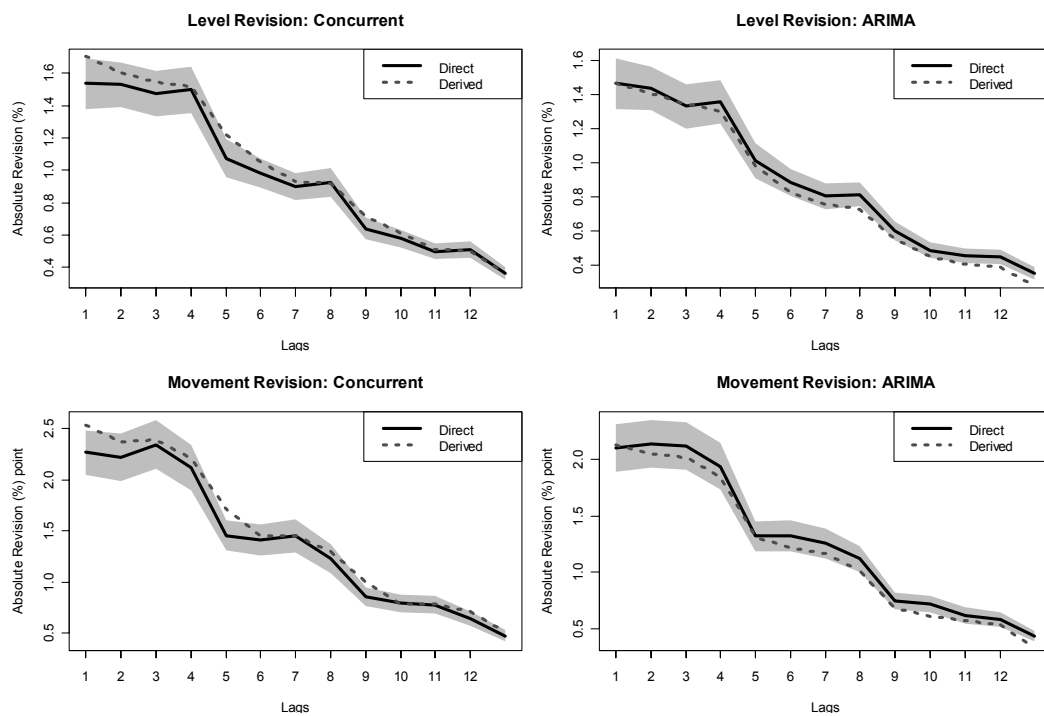 Level Revision: Concurrent
Absolute Revision (%)
1.6
1.4
1.2
1.0
0.8
0.6
0.4
Direct
Derived
1 2 3 4 5 6 7 8 9 10 11 12
Lags
Level Revision: ARIMA
Absolute Revision (%)
1.6
1.4
1.2
1.0
0.8
0.6
0.4
Direct
Derived
1 2 3 4 5 6 7 8 9 10 11 12
Lags
Movement Revision: Concurrent
Absolute Revision (%) point
2.5
2.0
1.5
1.0
0.5
Direct
Derived
1 2 3 4 5 6 7 8 9 10 11 12
Lags
Movement Revision: ARIMA
Absolute Revision (%) point
2.0
1.5
1.0
0.5
Direct
Derived
1 2 3 4 5 6 7 8 9 10 11 12
Lags